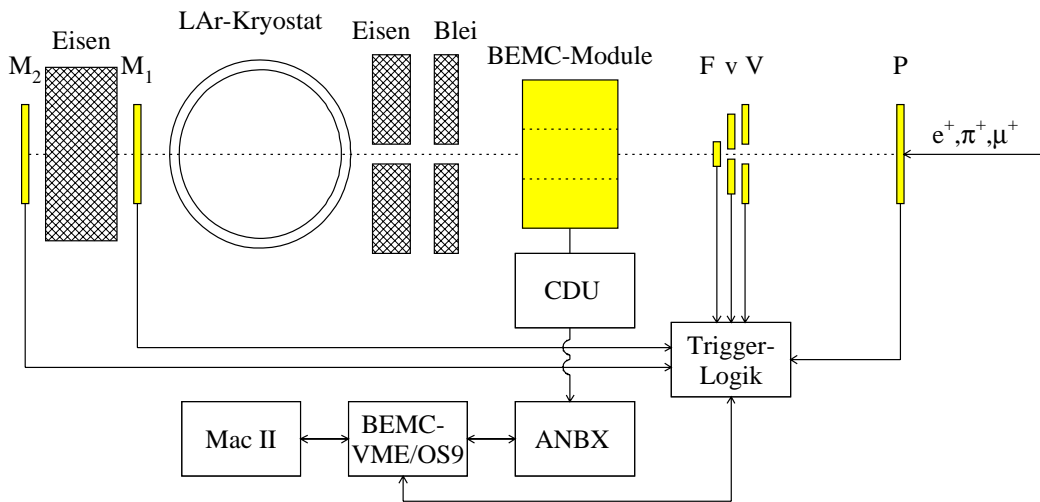 LAr-Kryostat
Eisen
Eisen
Blei
BEMC-Module
M₂
M₁
F v V
P
e⁺,π⁺,μ⁺
CDU
Trigger-
Logik
Mac II
BEMC-
VME/OS9
ANBX